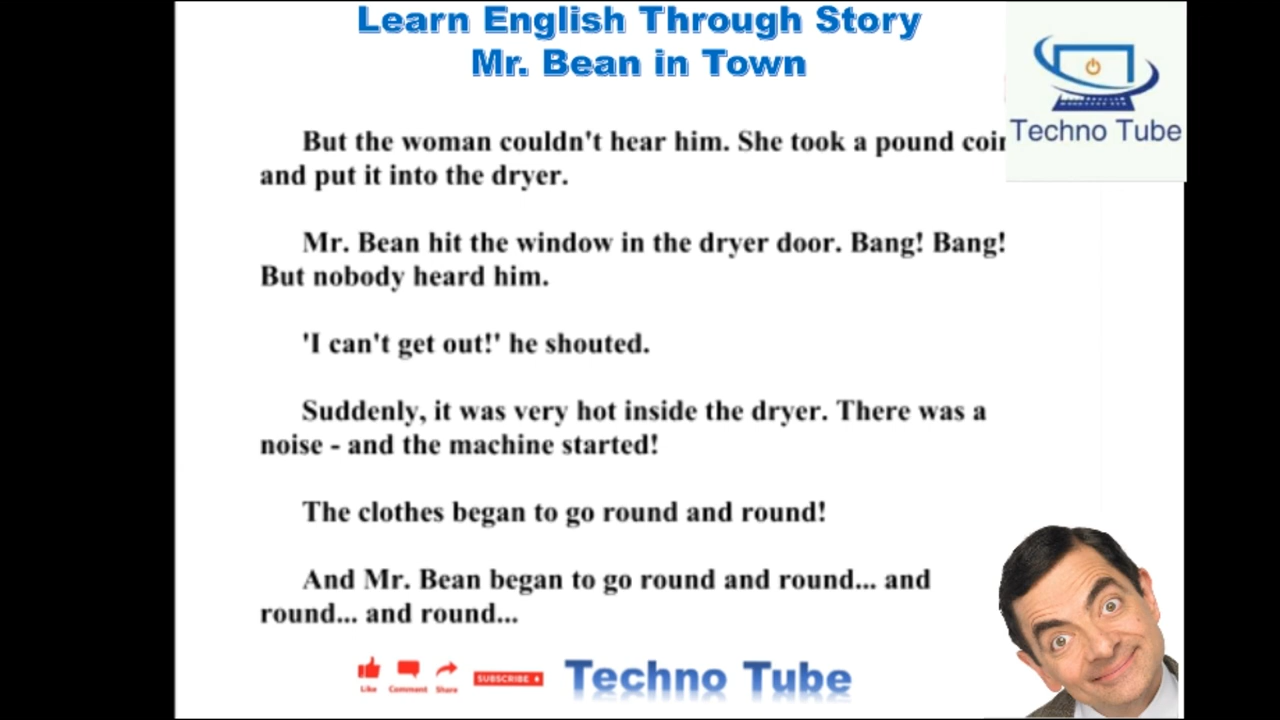 Learn English Through Story
Mr. Bean in Town
Techno Tube
But the woman couldn't hear him. She took a pound coin
and put it into the dryer.
Mr. Bean hit the window in the dryer door. Bang! Bang!
But nobody heard him.
'I can't get out!' he shouted.
Suddenly, it was very hot inside the dryer. There was a
noise - and the machine started!
The clothes began to go round and round!
And Mr. Bean began to go round and round... and
round... and round...
Like Comment Share SUBSCRIBE Techno Tube